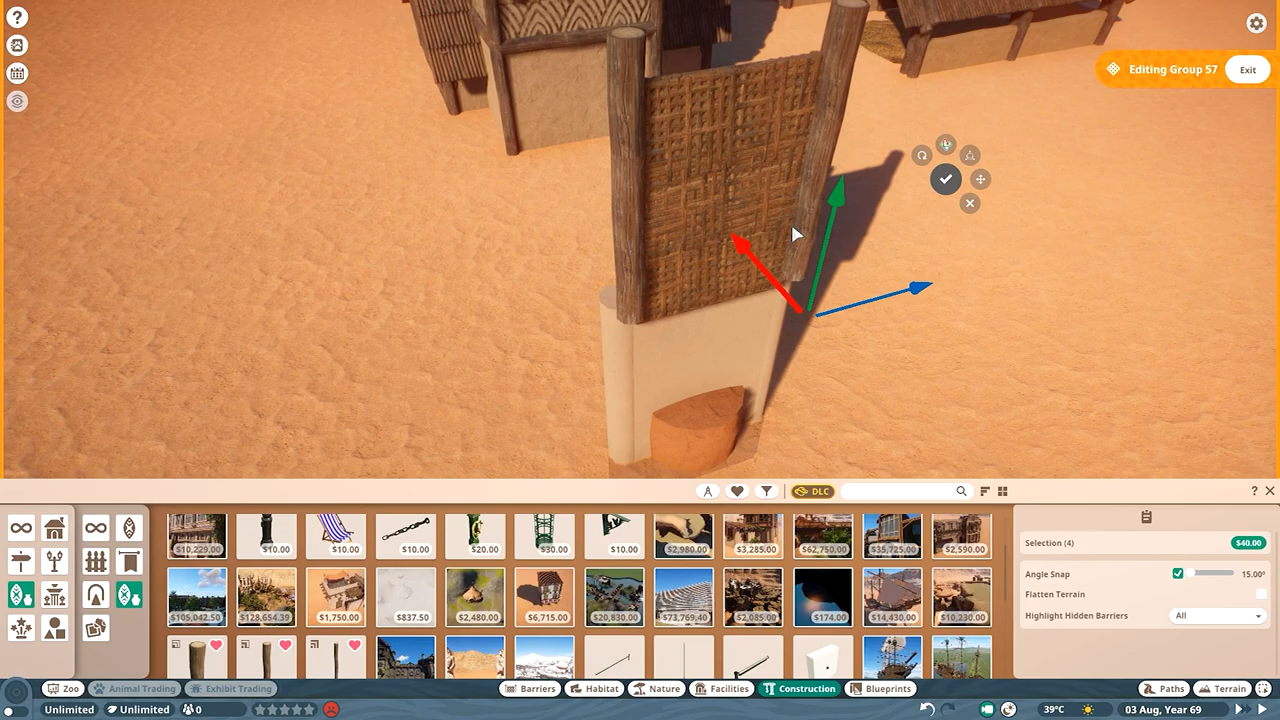 ?
Editing Group 57
Exit
DLC
? ×
$10,229.00
$10.00
$10.00
$10.00
$20.00
$30.00
$10.00
$2,980.00
$3,285.00
$62,750.00
$35,725.00
$2,590.00
$105,042.50
$128,654.39
$1,750.00
$837.50
$2,480.00
$6,715.00
$20,830.00
$73,769.40
$2,085.00
$174.00
$14,430.00
$10,230.00
Selection (4)
$40.00
Angle Snap
15.00°
Flatten Terrain
Highlight Hidden Barriers
All
Zoo
Animal Trading
Exhibit Trading
Barriers
Habitat
Nature
Facilities
Construction
Blueprints
Paths
Terrain
Unlimited
Unlimited
0
39°C
03 Aug, Year 69